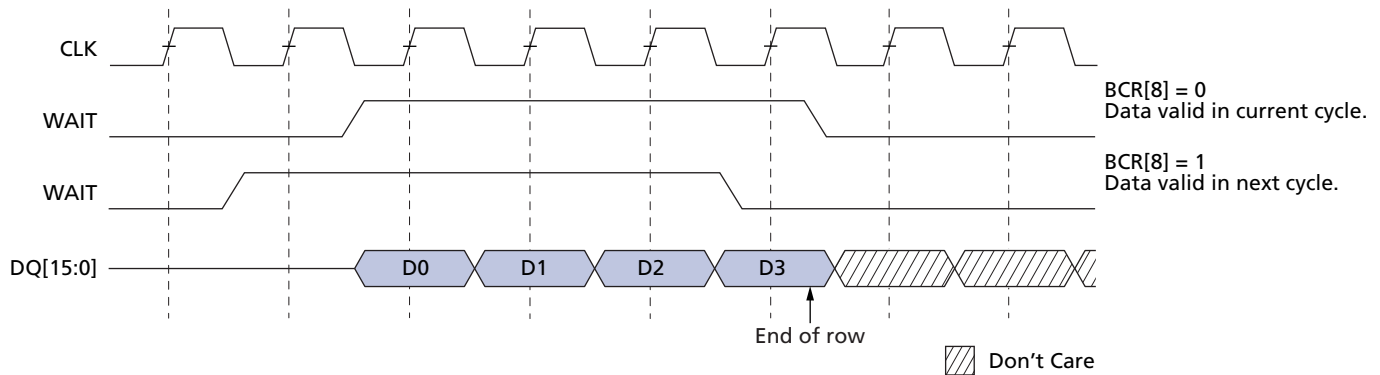 CLK
BCR[8] = 0
Data valid in current cycle.
WAIT
BCR[8] = 1
Data valid in next cycle.
WAIT
DQ[15:0]
D0
D1
D2
D3
End of row
Don't Care